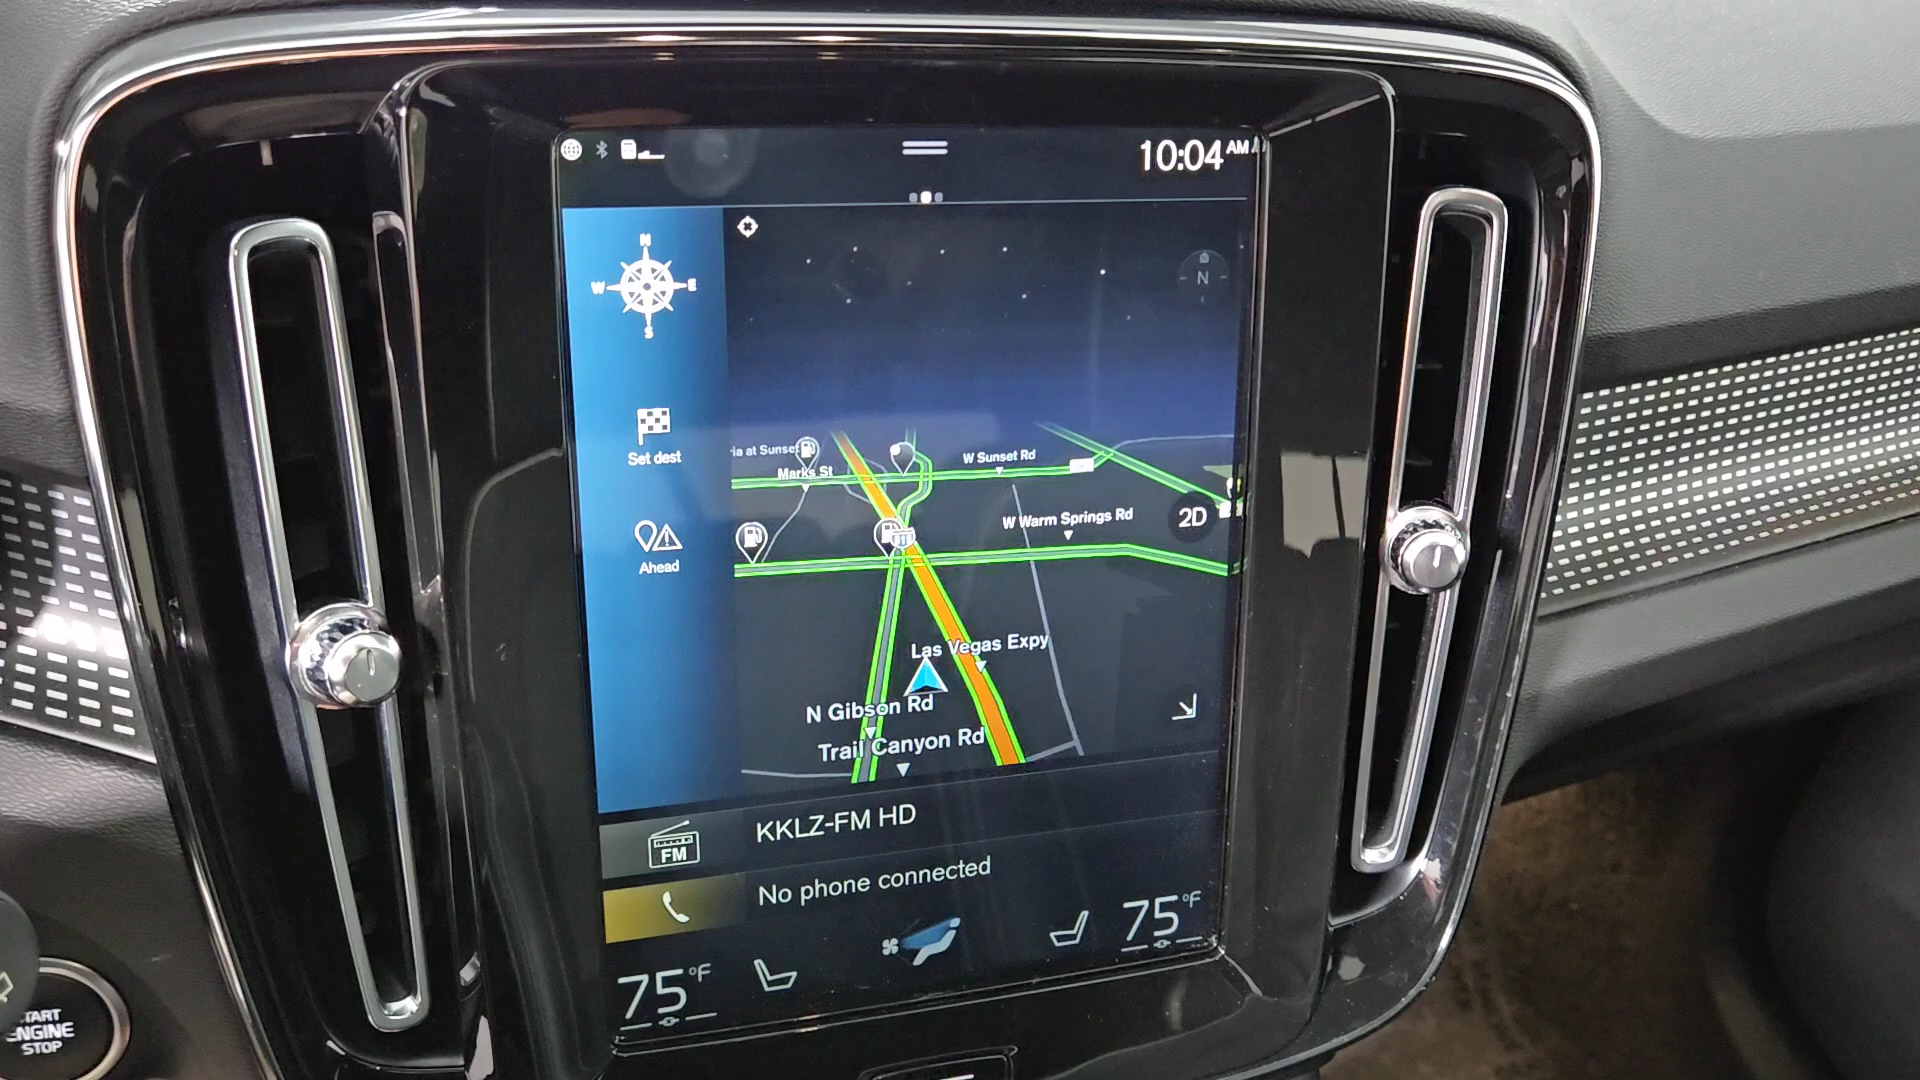 10:04 AM
N
W E
S
N
Set dest
Marks St
W Sunset Rd
W Warm Springs Rd
2D
Ahead
Las Vegas Expy
N Gibson Rd
Trail Canyon Rd
FM
KKLZ-FM HD
No phone connected
75°F
75°F
ENGINE
STOP